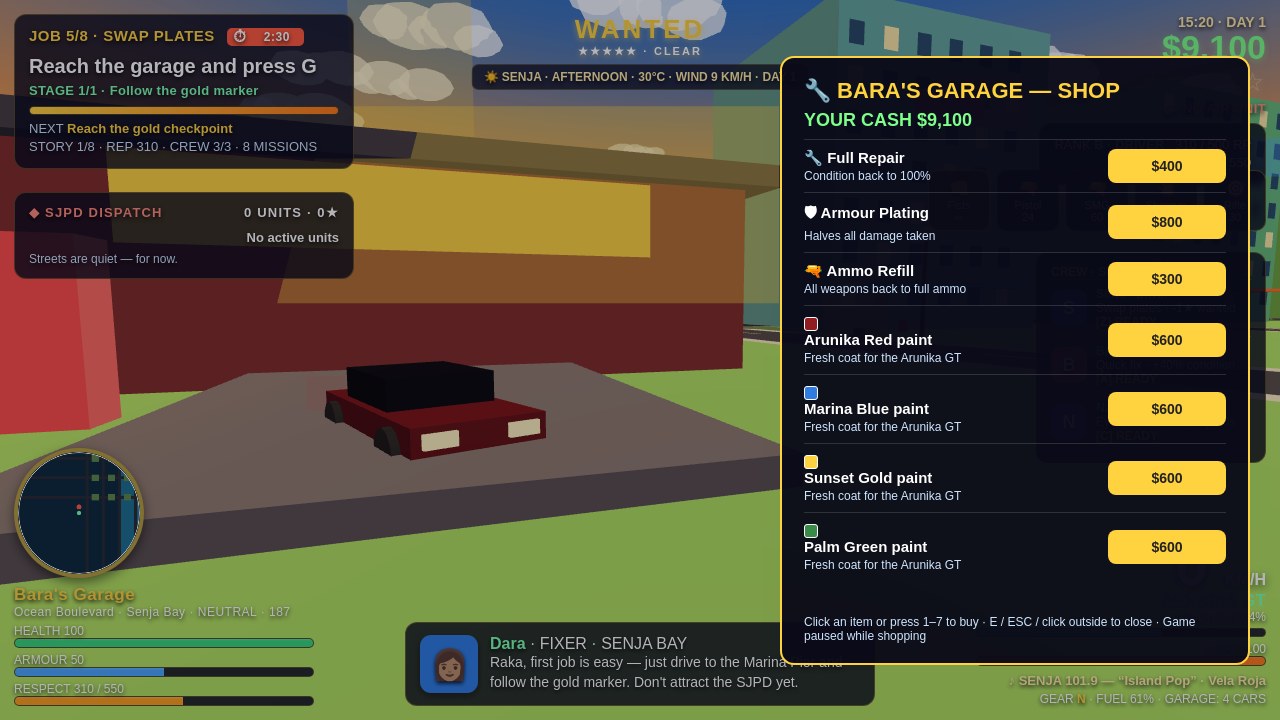 JOB 5/8 · SWAP PLATES ⏱ 2:30
Reach the garage and press G
STAGE 1/1 · Follow the gold marker
NEXT Reach the gold checkpoint
STORY 1/8 · REP 310 · CREW 3/3 · 8 MISSIONS
◆ SJPD DISPATCH 0 UNITS · 0★
No active units
Streets are quiet — for now.
WANTED
★★★★★ · CLEAR
☀️ SENJA · AFTERNOON · 30°C · WIND 9 KM/H · DAY 1
15:20 · DAY 1
$9,100
🔧 BARA'S GARAGE — SHOP
YOUR CASH $9,100
🔧 Full Repair
Condition back to 100%
$400
🛡 Armour Plating
Halves all damage taken
$800
🔫 Ammo Refill
All weapons back to full ammo
$300
Arunika Red paint
Fresh coat for the Arunika GT
$600
Marina Blue paint
Fresh coat for the Arunika GT
$600
Sunset Gold paint
Fresh coat for the Arunika GT
$600
Palm Green paint
Fresh coat for the Arunika GT
$600
Click an item or press 1–7 to buy · E / ESC / click outside to close · Game
paused while shopping
Bara's Garage
Ocean Boulevard · Senja Bay · NEUTRAL · 187
HEALTH 100
ARMOUR 50
RESPECT 310 / 550
Dara · FIXER · SENJA BAY
Raka, first job is easy — just drive to the Marina and
follow the gold marker. Don't attract the SJPD yet.
♪ SENJA 101.9 — “Island Pop” · Vela Roja
GEAR N · FUEL 61% · GARAGE: 4 CARS